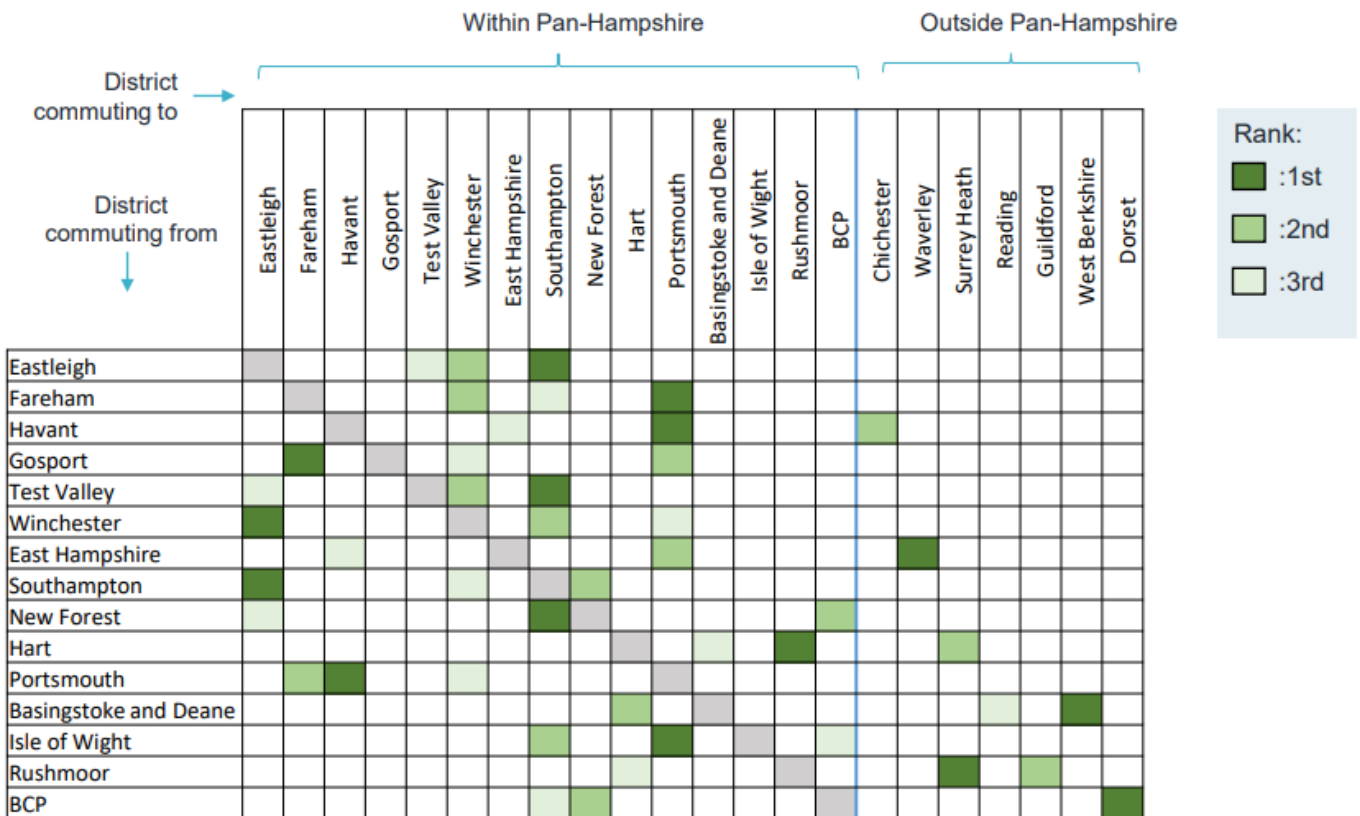 Within Pan-Hampshire
Outside Pan-Hampshire
District
commuting to
District
commuting from
Eastleigh
Fareham
Havant
Gosport
Test Valley
Winchester
East Hampshire
Southampton
New Forest
Hart
Portsmouth
Basingstoke and Deane
Isle of Wight
Rushmoor
BCP
Chichester
Waverley
Surrey Heath
Reading
Guildford
West Berkshire
Dorset
Rank:
:1st
:2nd
:3rd
Eastleigh
Fareham
Havant
Gosport
Test Valley
Winchester
East Hampshire
Southampton
New Forest
Hart
Portsmouth
Basingstoke and Deane
Isle of Wight
Rushmoor
BCP